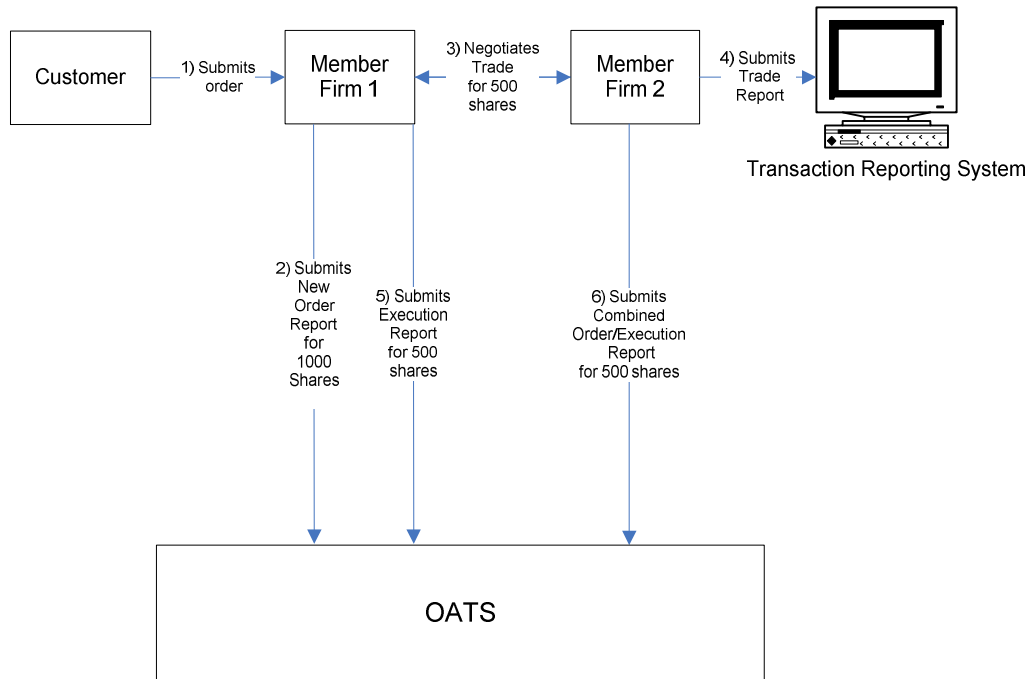 Customer
1) Submits
order
Member
Firm 1
3) Negotiates
Trade
for 500
shares
Member
Firm 2
4) Submits
Trade
Report
Transaction Reporting System
2) Submits
New
Order
Report
for
1000
Shares
5) Submits
Execution
Report
for 500
shares
6) Submits
Combined
Order/Execution
Report
for 500 shares
OATS